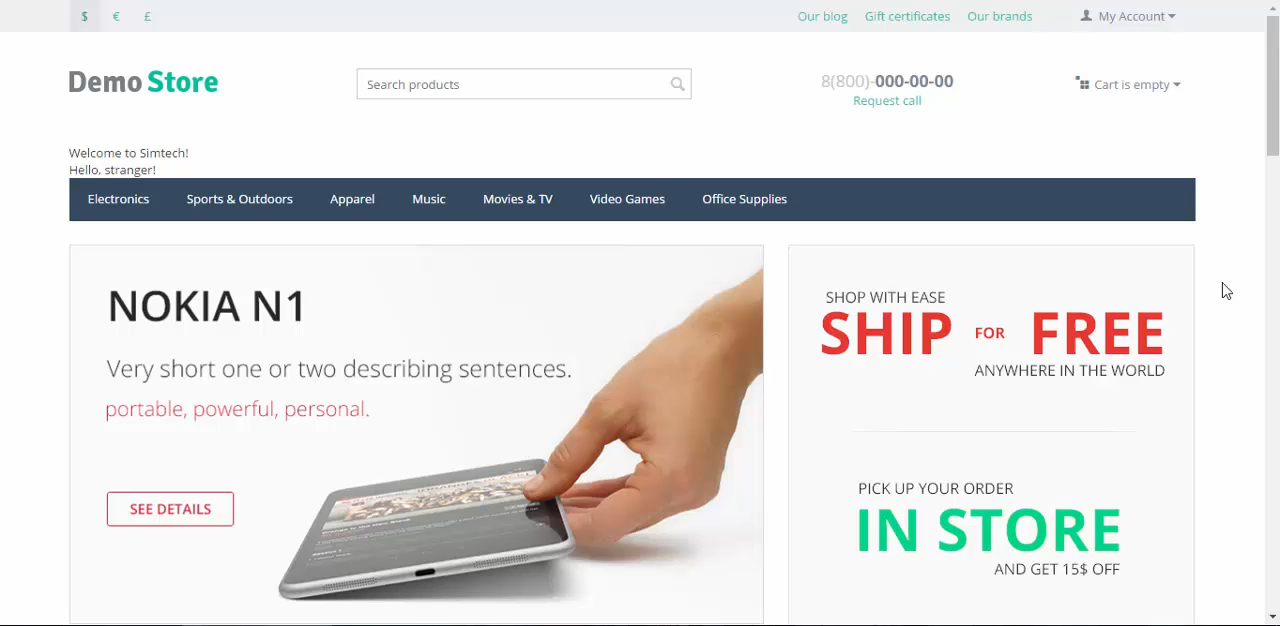 $ € £ Our blog Gift certificates Our brands My Account
Demo Store Search products 8(800)-000-00-00 Cart is empty
Request call
Welcome to Simtech!
Hello, stranger!
Electronics Sports & Outdoors Apparel Music Movies & TV Video Games Office Supplies
NOKIA N1
Very short one or two describing sentences.
portable, powerful, personal.
SEE DETAILS
SHOP WITH EASE
SHIP FOR FREE
ANYWHERE IN THE WORLD
PICK UP YOUR ORDER
IN STORE
AND GET 15$ OFF